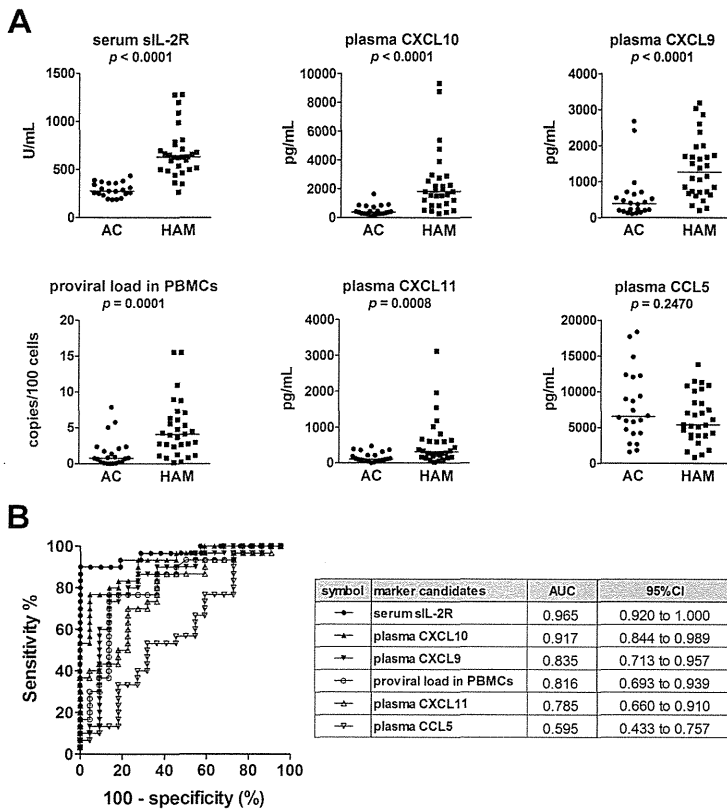 A
serum sIL-2R
p < 0.0001
U/mL
1500
1000
500
0
AC HAM
plasma CXCL10
p < 0.0001
pg/mL
10000
8000
6000
4000
2000
0
AC HAM
plasma CXCL9
p < 0.0001
pg/mL
4000
3000
2000
1000
0
AC HAM
proviral load in PBMCs
p = 0.0001
copies/100 cells
20
15
10
5
0
AC HAM
plasma CXCL11
p = 0.0008
pg/mL
4000
3000
2000
1000
0
AC HAM
plasma CCL5
p = 0.2470
pg/mL
20000
15000
10000
5000
0
AC HAM
B
Sensitivity %
100
80
60
40
20
0
0 20 40 60 80 100
100 - specificity (%)
symbol marker candidates AUC 95%CI
serum sIL-2R 0.965 0.920 to 1.000
plasma CXCL10 0.917 0.844 to 0.989
plasma CXCL9 0.835 0.713 to 0.957
proviral load in PBMCs 0.816 0.693 to 0.939
plasma CXCL11 0.785 0.660 to 0.910
plasma CCL5 0.595 0.433 to 0.757